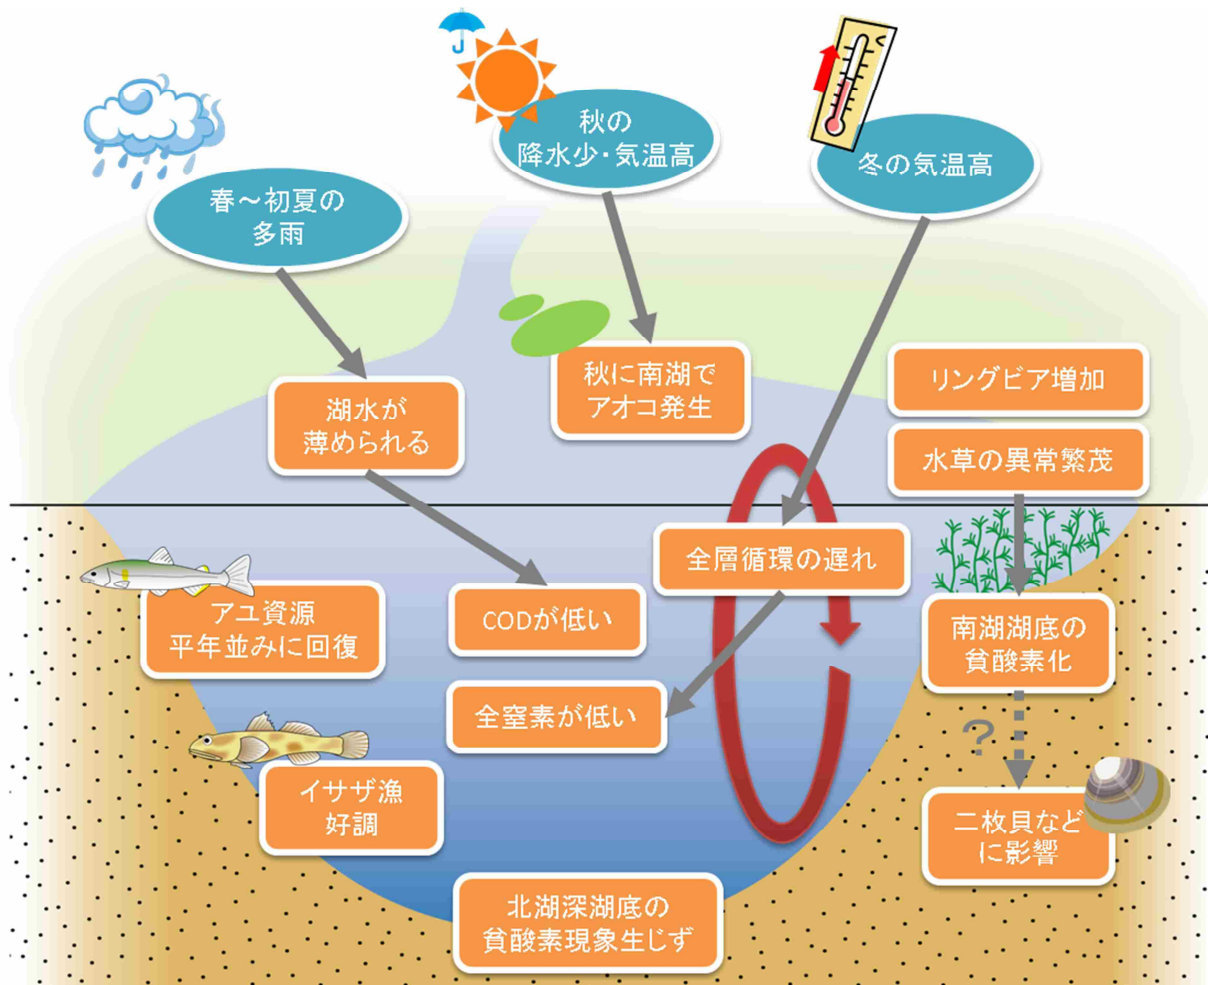 秋の
降水少・気温高
冬の気温高
春～初夏の
多雨
秋に南湖で
アオコ発生
リングビア増加
湖水が
薄められる
水草の異常繁茂
全層循環の遅れ
アユ資源
平年並みに回復
CODが低い
南湖湖底の
貧酸素化
全窒素が低い
?
イサザ漁
好調
二枚貝など
に影響
北湖深湖底の
貧酸素現象生じず